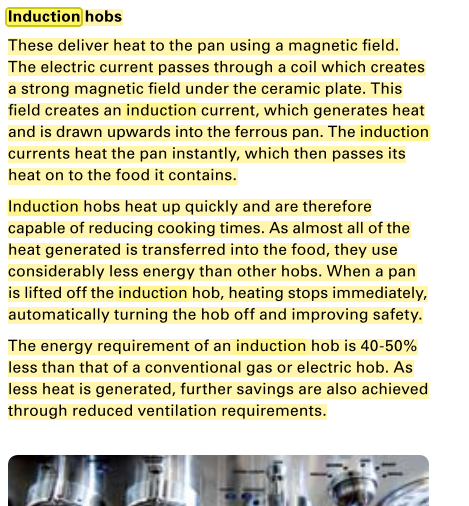 Induction hobs
These deliver heat to the pan using a magnetic field.
The electric current passes through a coil which creates
a strong magnetic field under the ceramic plate. This
field creates an induction current, which generates heat
and is drawn upwards into the ferrous pan. The induction
currents heat the pan instantly, which then passes its
heat on to the food it contains.
Induction hobs heat up quickly and are therefore
capable of reducing cooking times. As almost all of the
heat generated is transferred into the food, they use
considerably less energy than other hobs. When a pan
is lifted off the induction hob, heating stops immediately,
automatically turning the hob off and improving safety.
The energy requirement of an induction hob is 40-50%
less than that of a conventional gas or electric hob. As
less heat is generated, further savings are also achieved
through reduced ventilation requirements.